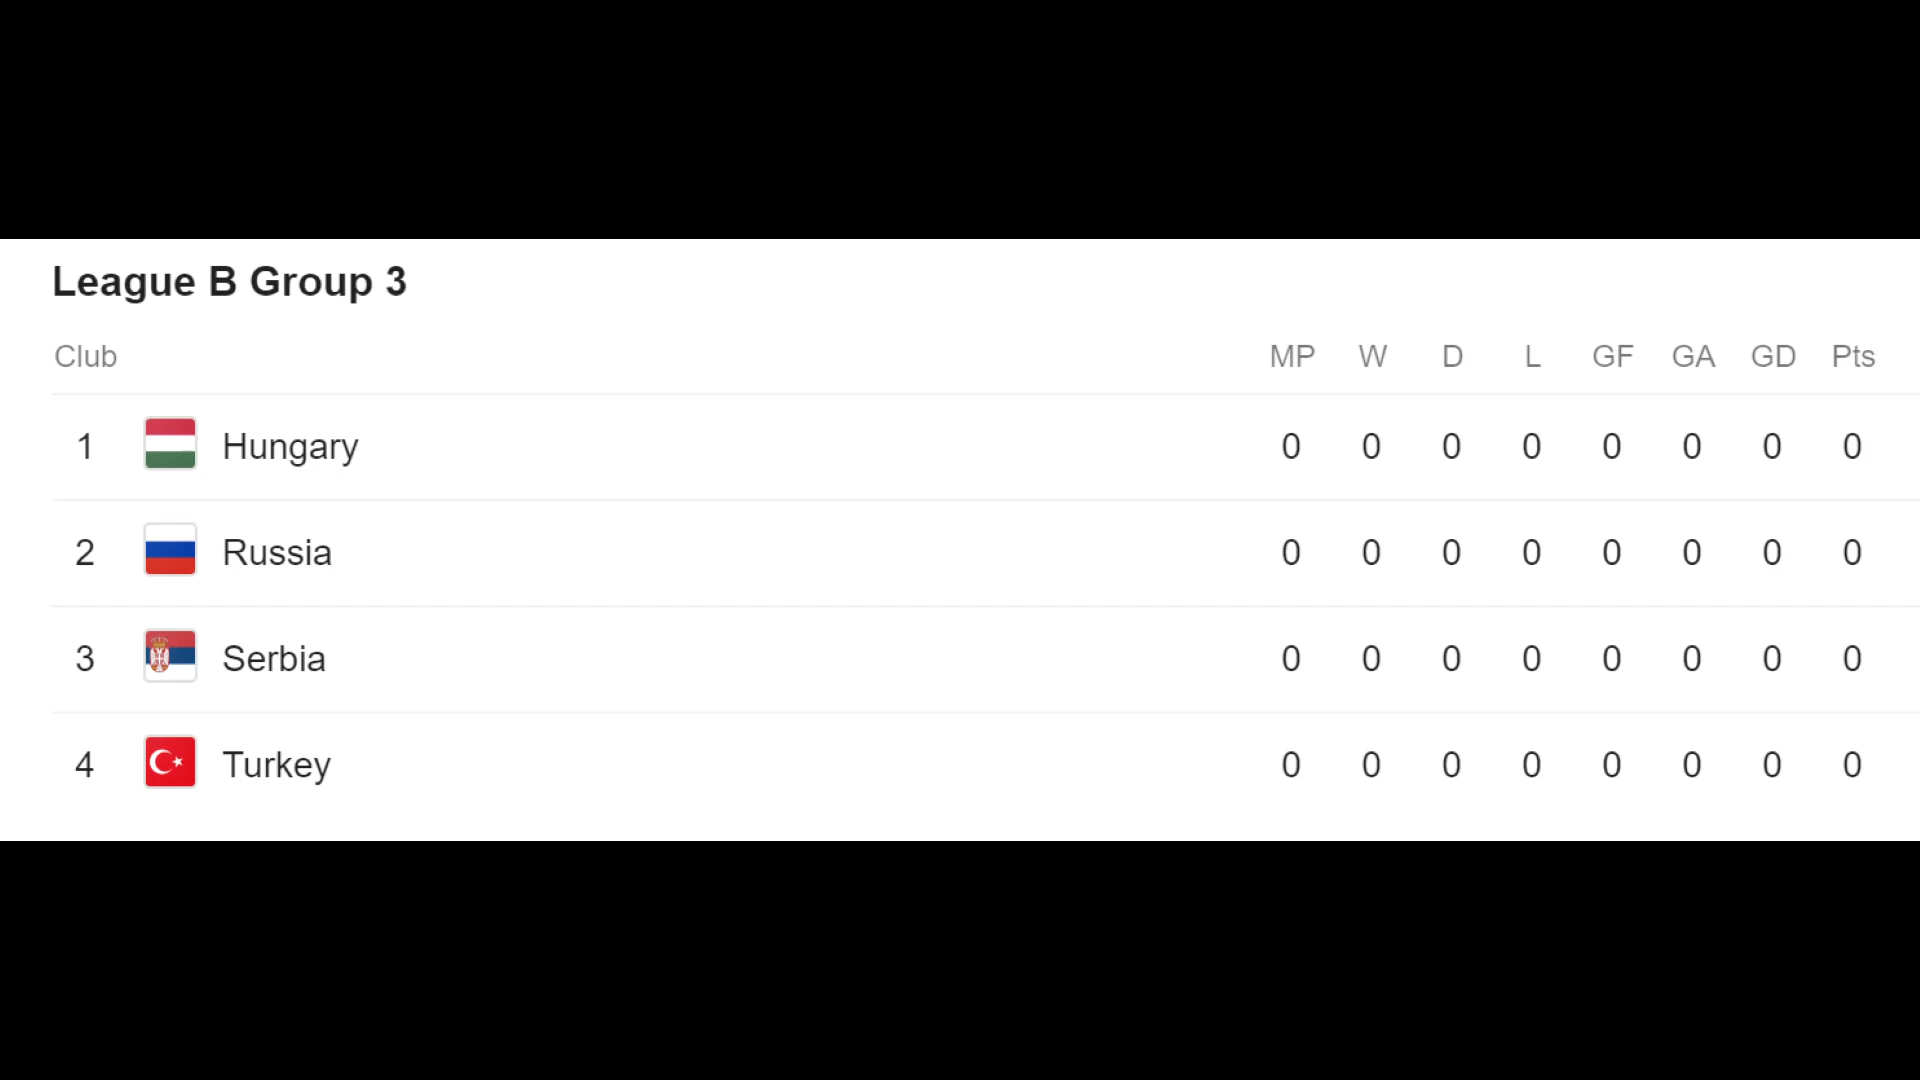 League B Group 3
Club MP W D L GF GA GD Pts
1 Hungary 0 0 0 0 0 0 0 0
2 Russia 0 0 0 0 0 0 0 0
3 Serbia 0 0 0 0 0 0 0 0
4 Turkey 0 0 0 0 0 0 0 0